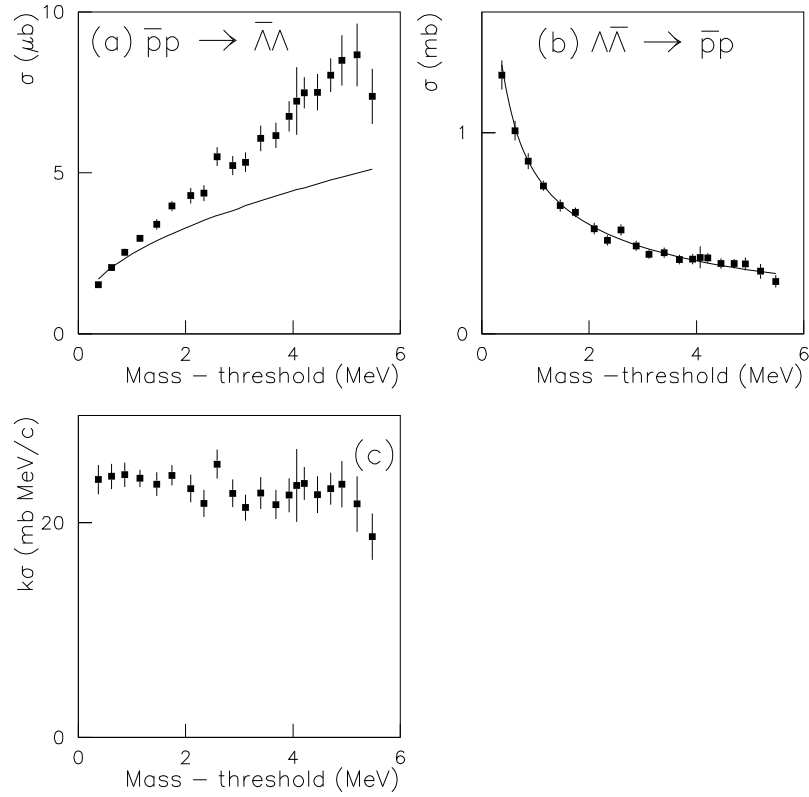 10
5
0
σ (μb)
(a) p̅p → Λ̅Λ
0 2 4 6
Mass − threshold (MeV)
1
0
σ (mb)
(b) ΛΛ̅ → p̅p
0 2 4 6
Mass −threshold (MeV)
20
0
kσ (mb MeV/c)
(c)
0 2 4 6
Mass − threshold (MeV)